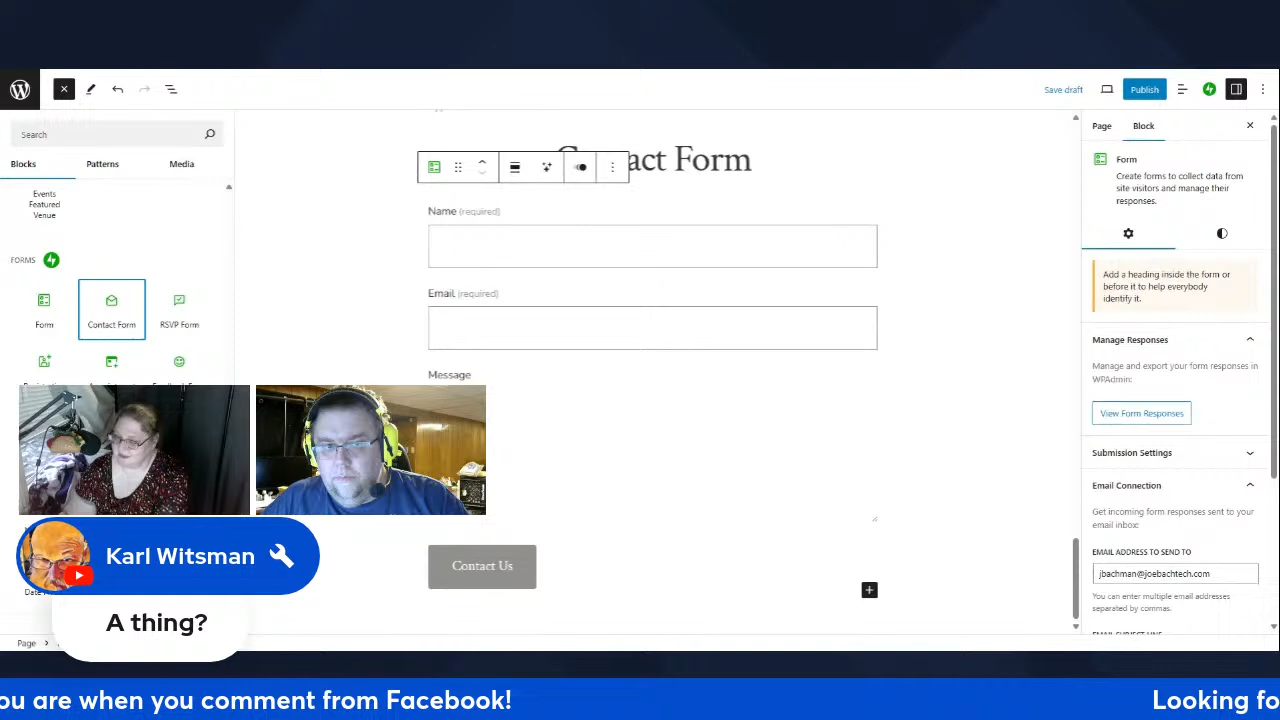 Save draft
Publish
Search
Blocks
Patterns
Media
Events
Featured
Venue
FORMS
Form
Contact Form
RSVP Form
Contact Form
Name (required)
Email (required)
Message
Contact Us
Page
Block
Form
Create forms to collect data from
site visitors and manage their
responses.
Add a heading inside the form or
before it to help everybody
identify it.
Manage Responses
Manage and export your form responses in
WPAdmin:
View Form Responses
Submission Settings
Email Connection
Get incoming form responses sent to your
email inbox:
EMAIL ADDRESS TO SEND TO
jbachman@joebachtech.com
You can enter multiple email addresses
separated by commas.
Karl Witsman
A thing?
Page
ou are when you comment from Facebook!
Looking fo